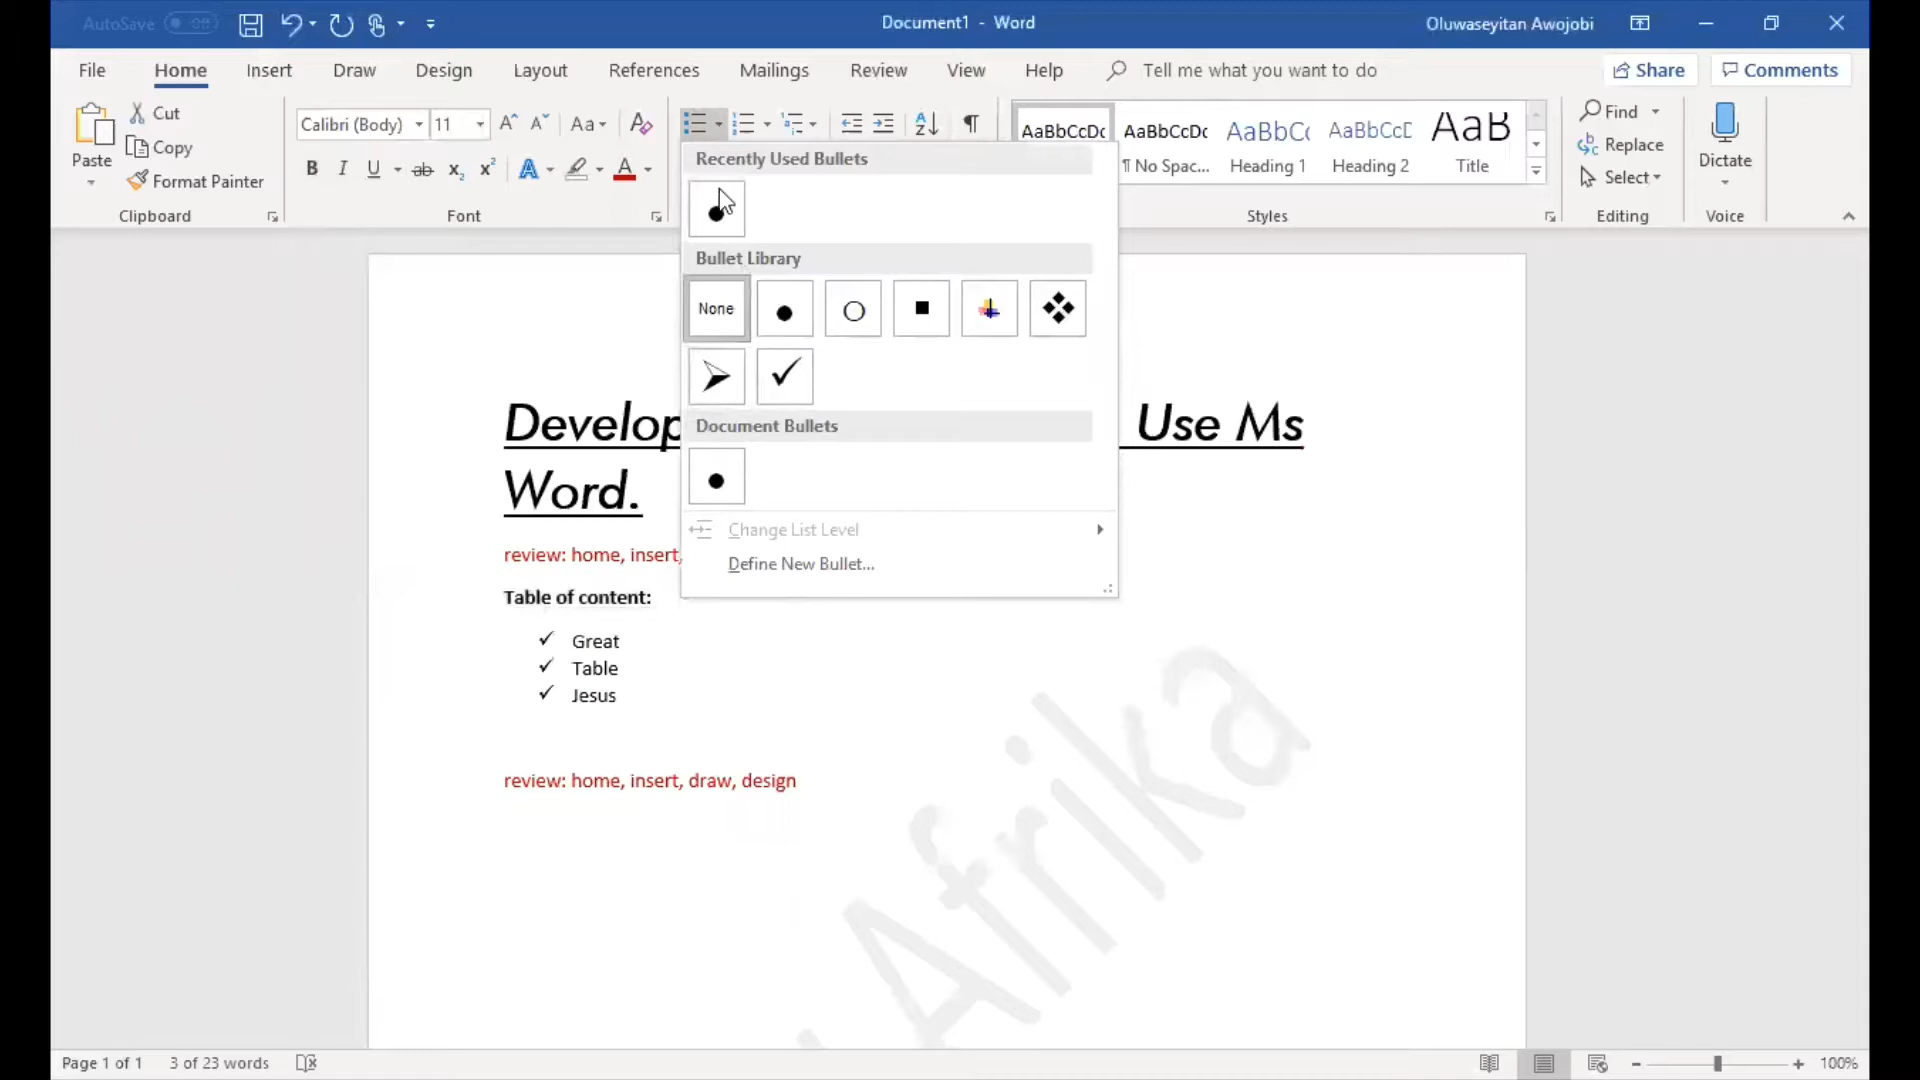 AutoSave Off
Document1 - Word
Oluwaseyitan Awojobi
File Home Insert Draw Design Layout References Mailings Review View Help Tell me what you want to do Share Comments
Paste
Cut
Copy
Format Painter
Clipboard
Calibri (Body) 11
Font
Recently Used Bullets
Bullet Library
None
Document Bullets
Change List Level
Define New Bullet...
AaBbCcDc AaBbCcDc AaBbCc AaBbCcD AaB
¶ No Spac... Heading 1 Heading 2 Title
Styles
Find
Replace
Select
Editing
Dictate
Voice
Develop Use Ms
Word.
review: home, insert,
Table of content:
✓ Great
✓ Table
✓ Jesus
review: home, insert, draw, design
Afrika
Page 1 of 1 3 of 23 words
100%